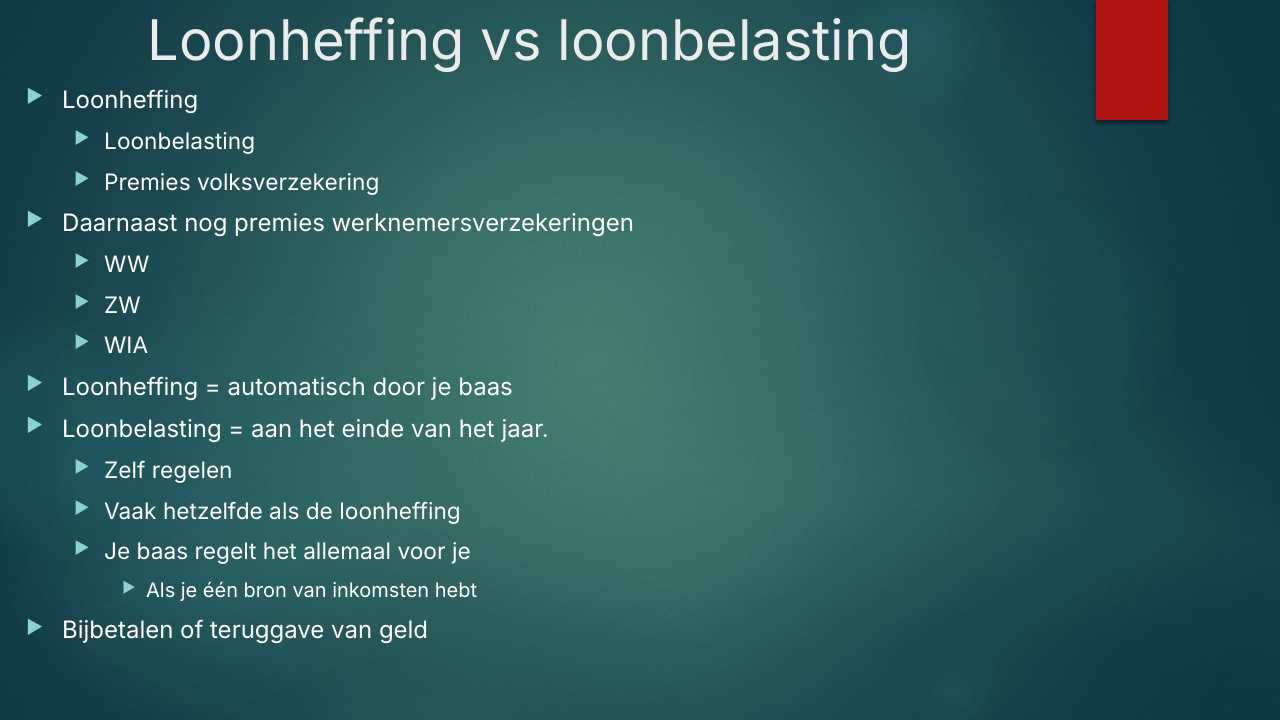 Loonheffing vs loonbelasting
Loonheffing
Loonbelasting
Premies volksverzekering
Daarnaast nog premies werknemersverzekeringen
WW
ZW
WIA
Loonheffing = automatisch door je baas
Loonbelasting = aan het einde van het jaar.
Zelf regelen
Vaak hetzelfde als de loonheffing
Je baas regelt het allemaal voor je
Als je één bron van inkomsten hebt
Bijbetalen of teruggave van geld